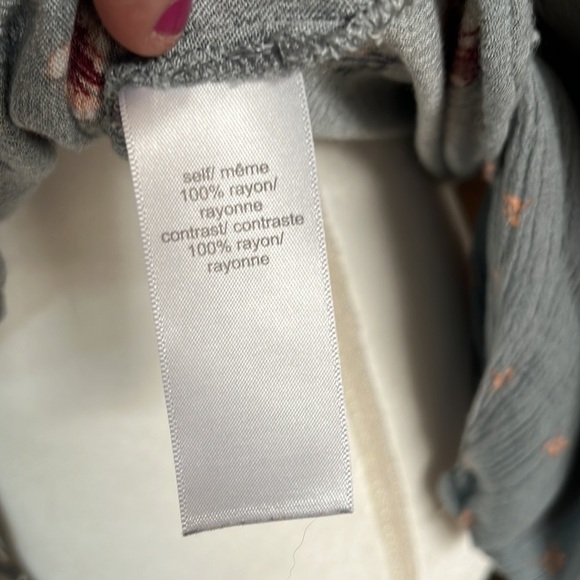 self/ même
100% rayon/
rayonne
contrast/ contraste
100% rayon/
rayonne